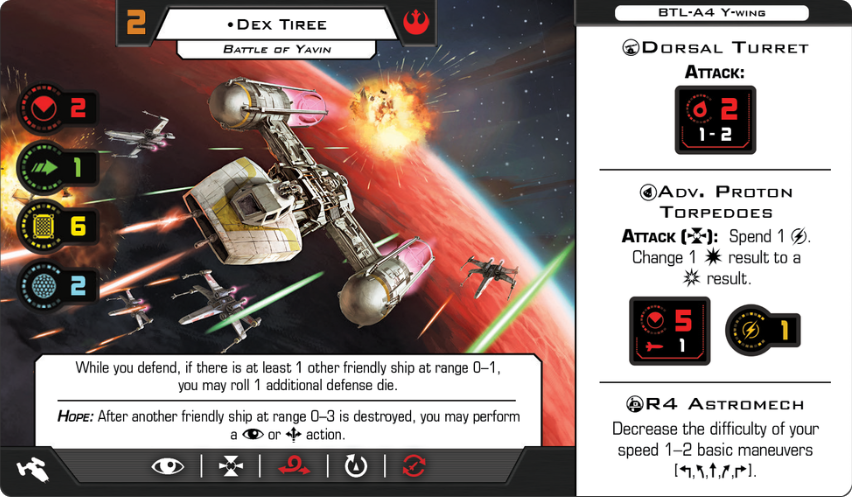 2
•Dex Tiree
Battle of Yavin
2
1
6
2
While you defend, if there is at least 1 other friendly ship at range 0–1,
you may roll 1 additional defense die.
Hope: After another friendly ship at range 0–3 is destroyed, you may perform
a or action.
BTL-A4 Y-wing
Dorsal Turret
Attack:
2
1 - 2
Adv. Proton
Torpedoes
Attack ( ): Spend 1 .
Change 1 result to a
result.
5
1
1
R4 Astromech
Decrease the difficulty of your
speed 1–2 basic maneuvers
[↰,↖,↑,↗,↱].